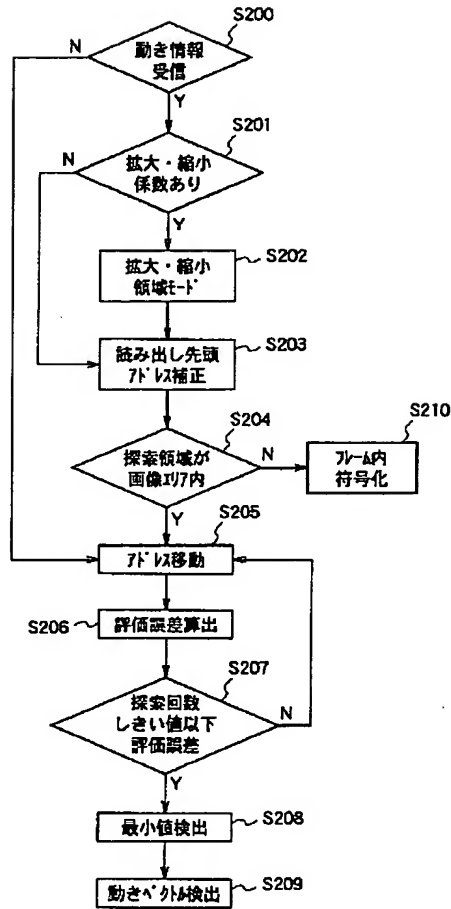 S200
N
動き情報
受信
Y
S201
N
拡大・縮小
係数あり
Y
S202
拡大・縮小
領域モード
S203
読み出し先頭
アドレス補正
S204
探索領域が
画像エリア内
N
S210
フレーム内
符号化
Y
S205
アドレス移動
S206
評価誤差算出
S207
探索回数
しきい値以下
評価誤差
N
Y
最小値検出
S208
動きベクトル検出
S209